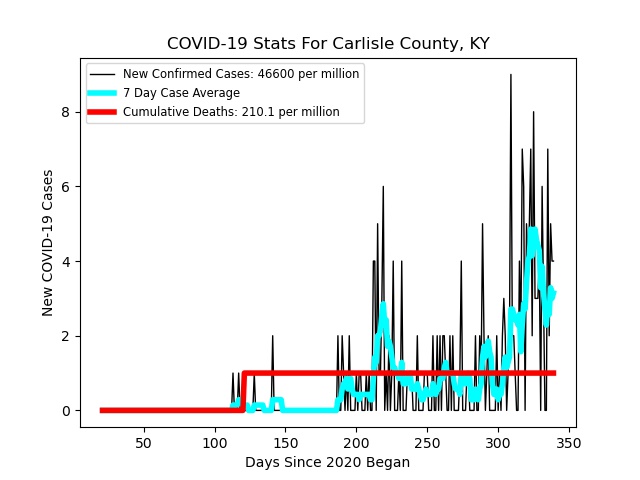 COVID-19 Stats For Carlisle County, KY
New Confirmed Cases: 46600 per million
7 Day Case Average
Cumulative Deaths: 210.1 per million
New COVID-19 Cases
8
6
4
2
0
50 100 150 200 250 300 350
Days Since 2020 Began